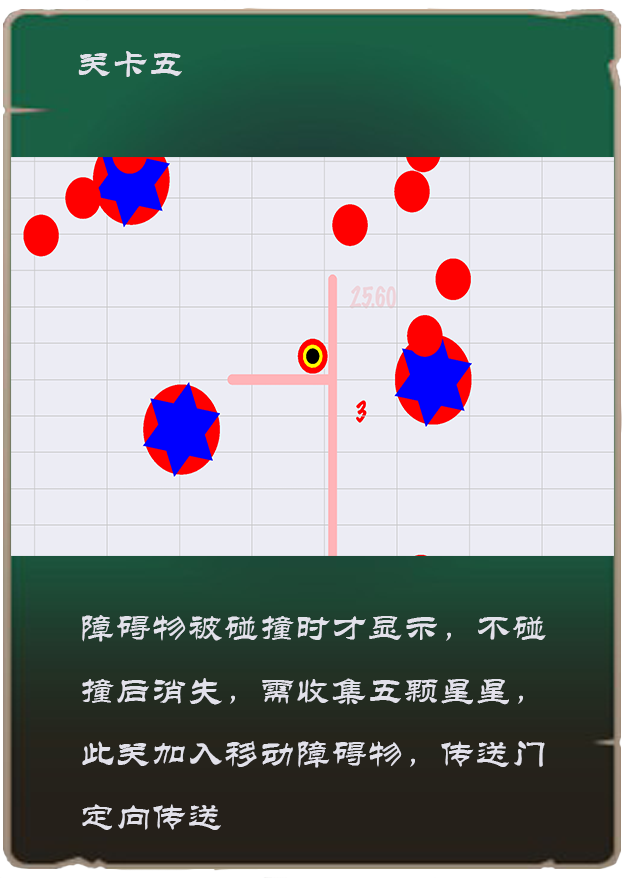 关卡五
25.60
3
障碍物被碰撞时才显示，不碰
撞后消失，需收集五颗星星，
此关加入移动障碍物，传送门
定向传送